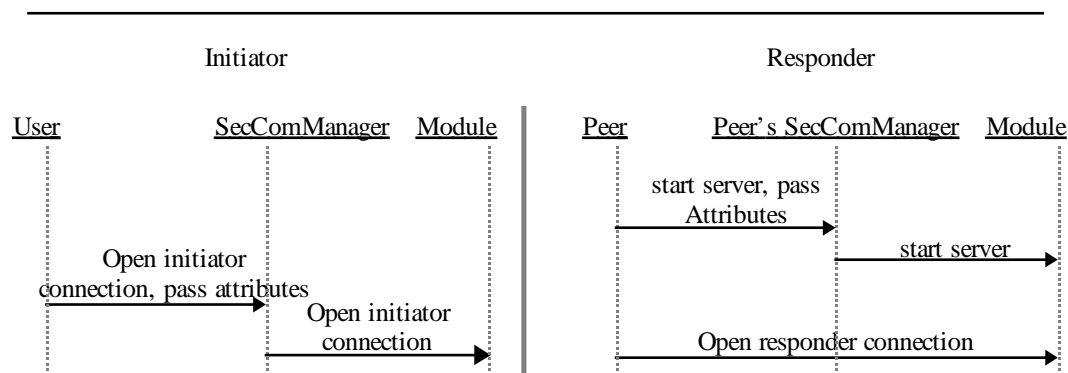 Initiator
Responder
User
SecComManager
Module
Peer
Peer's SecComManager
Module
start server, pass
Attributes
start server
Open initiator
connection, pass attributes
Open initiator
connection
Open responder connection